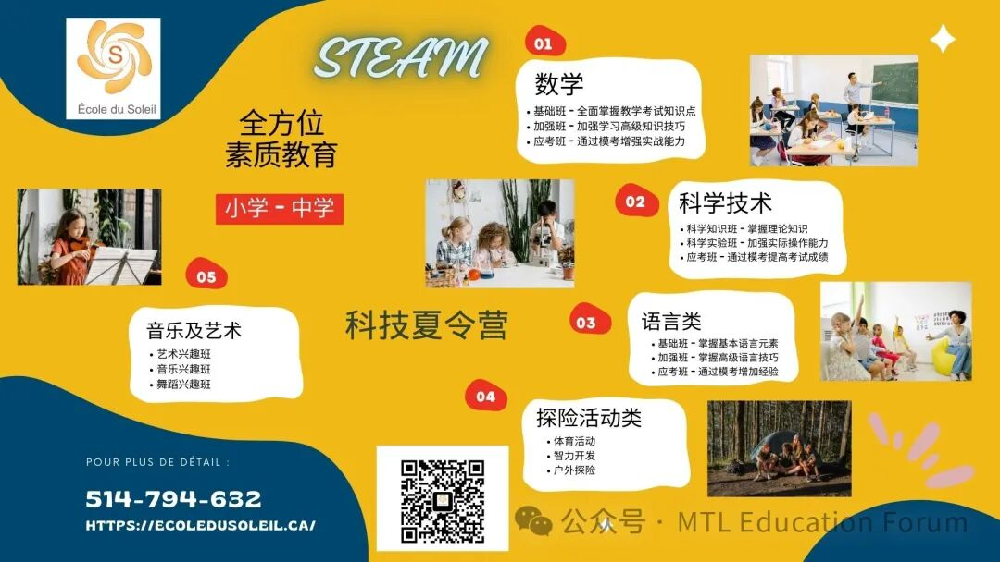 S
École du Soleil
STEAM
全方位
素质教育
小学 - 中学
01
数学
• 基础班 - 全面掌握教学考试知识点
• 加强班 - 加强学习高级知识技巧
• 应考班 - 通过模考增强实战能力
02
科学技术
• 科学知识班 - 掌握理论知识
• 科学实验班 - 加强实际操作能力
• 应考班 - 通过模考提高考试成绩
科技夏令营
03
语言类
• 基础班 - 掌握基本语言元素
• 加强班 - 掌握高级语言技巧
• 应考班 - 通过模考增加经验
04
探险活动类
• 体育活动
• 智力开发
• 户外探险
05
音乐及艺术
• 艺术兴趣班
• 音乐兴趣班
• 舞蹈兴趣班
POUR PLUS DE DÉTAIL :
514-794-632
HTTPS://ECOLEDUSOLEIL.CA/
公众号 · MTL Education Forum